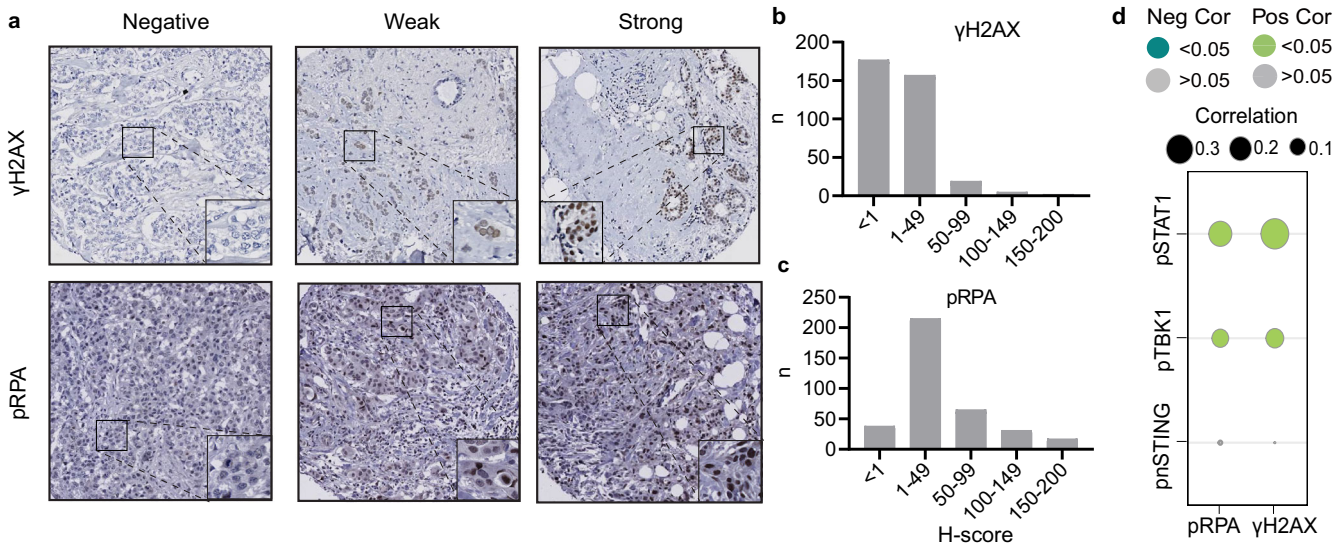 a
Negative
Weak
Strong
γH2AX
pRPA
b
γH2AX
n
200
150
100
50
0
<1
1-49
50-99
100-149
150-200
c
pRPA
n
250
200
150
100
50
0
<1
1-49
50-99
100-149
150-200
H-score
d
Neg Cor
Pos Cor
<0.05
<0.05
>0.05
>0.05
Correlation
0.3
0.2
0.1
pSTAT1
pTBK1
pnSTING
pRPA
γH2AX